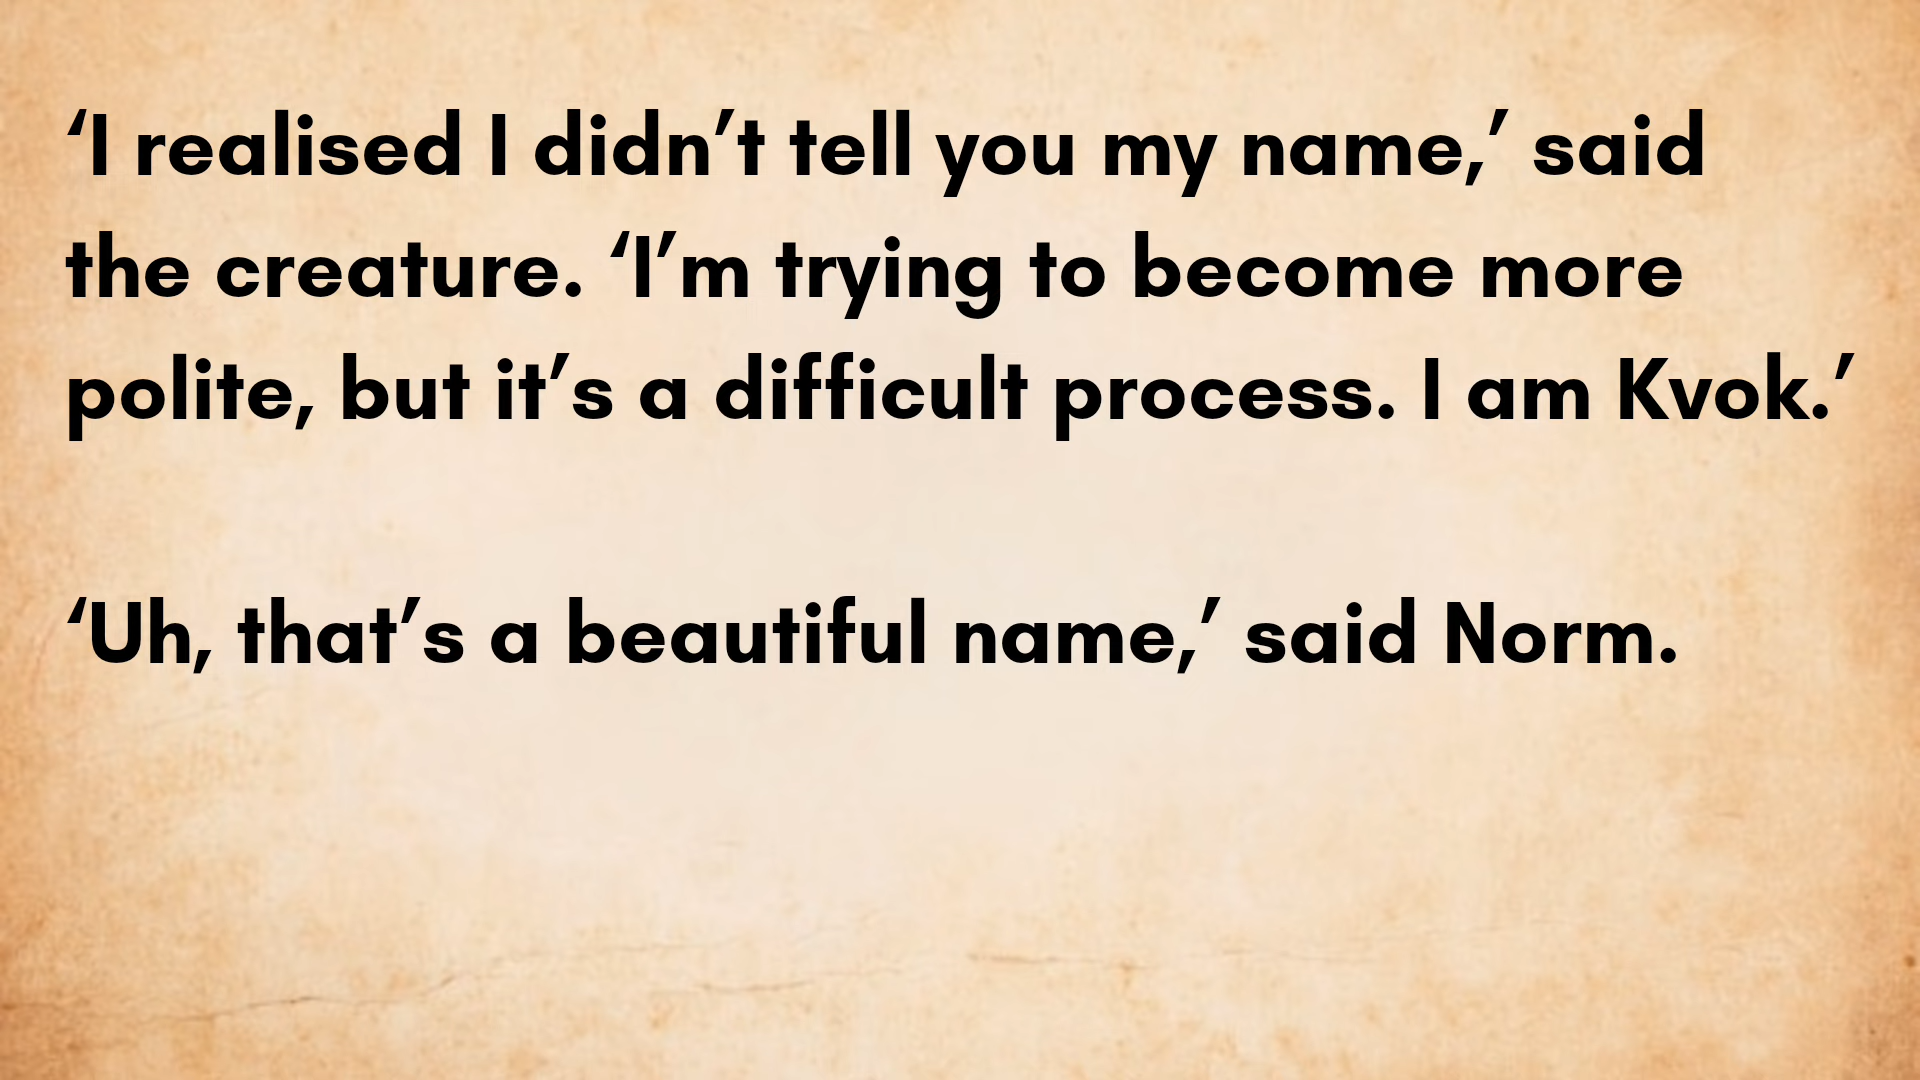 ‘I realised I didn’t tell you my name,’ said
the creature. ‘I’m trying to become more
polite, but it’s a difficult process. I am Kvok.’
‘Uh, that’s a beautiful name,’ said Norm.